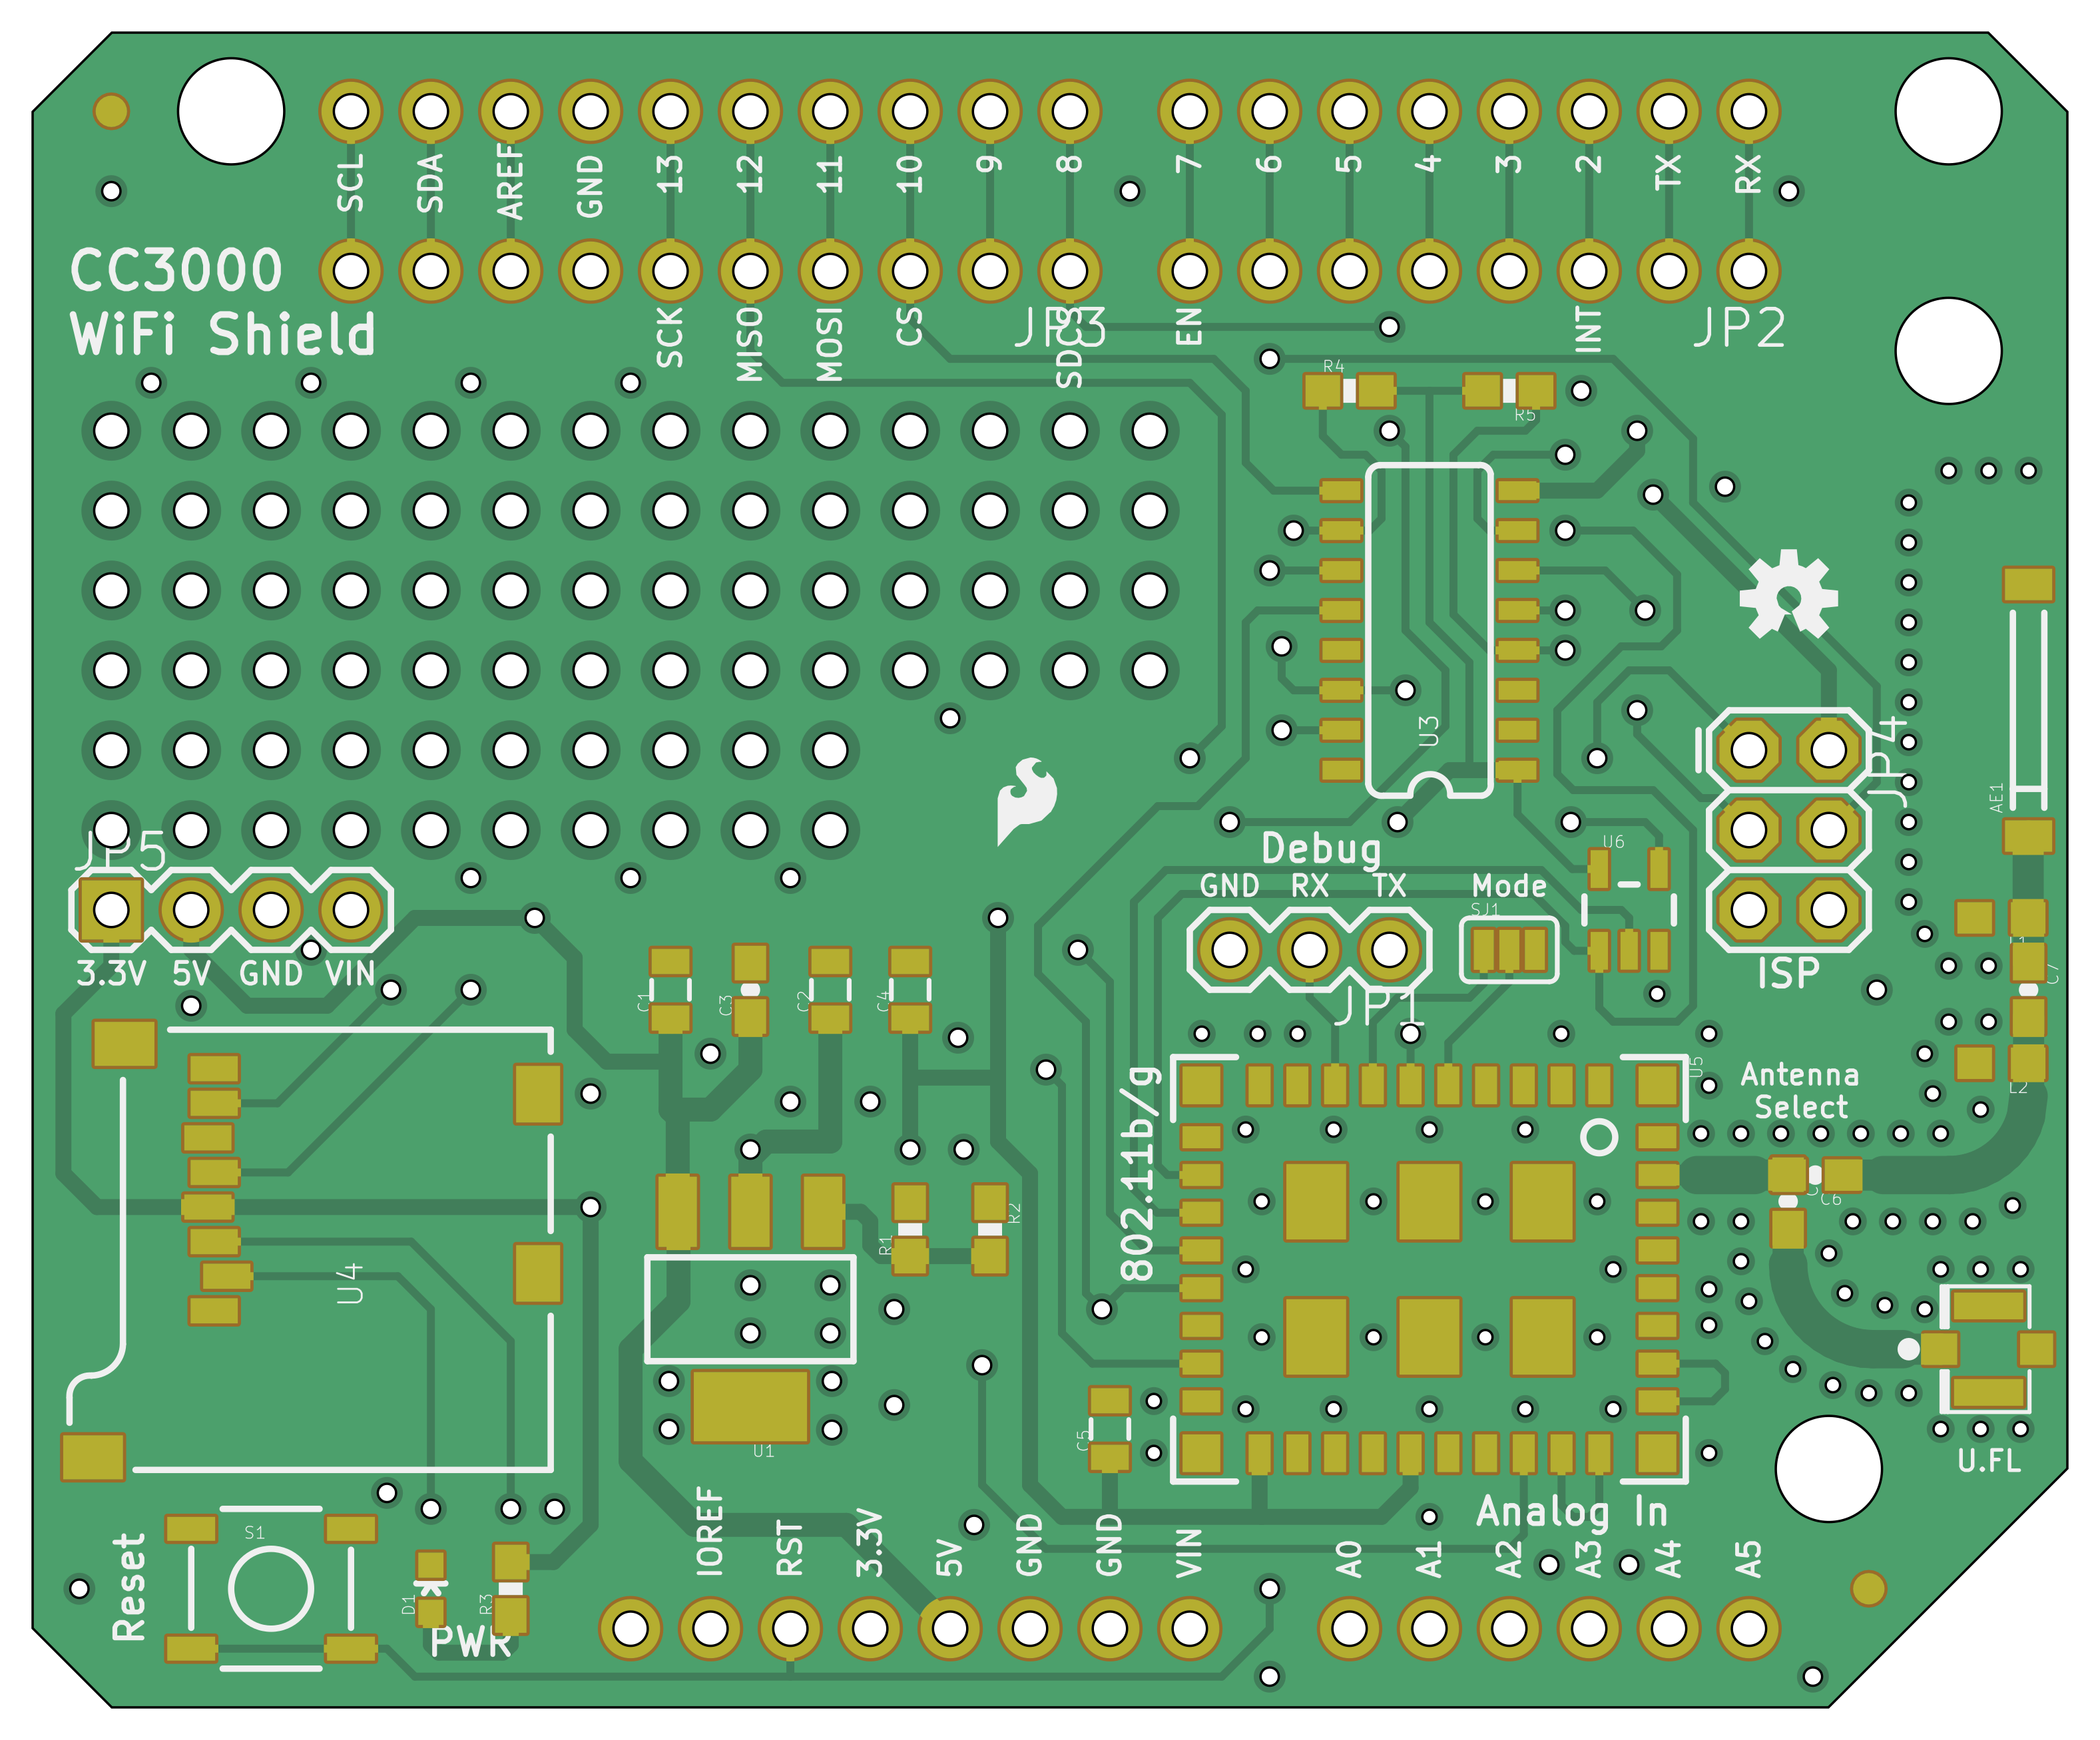 SCL SDA AREF GND 13 12 11 10 9 8 7 6 5 4 3 2 TX RX
CC3000
WiFi Shield
SCK MISO MOSI CS SDCS JP3 EN INT JP2
R4
R5
U3
JP4
AE1
JP5
3.3V 5V GND VIN
Debug
GND RX TX
Mode
SJ1
U6
JP1
ISP
C1 C3 C2 C4
C7
L2
U5
Antenna
Select
802.11b/g
C6
R1 R2
U4
U1
C5
U.FL
Analog In
Reset
S1
D1 R3
PWR
IOREF RST 3.3V 5V GND GND VIN A0 A1 A2 A3 A4 A5